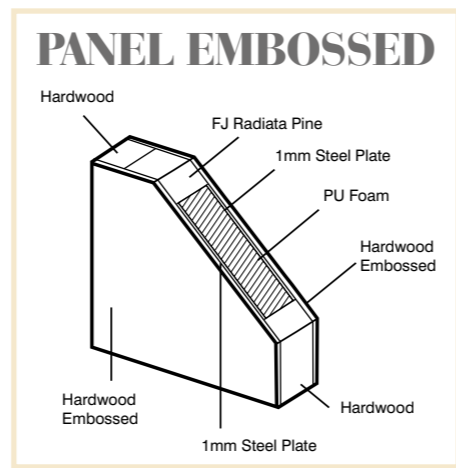 PANEL EMBOSSED
Hardwood
FJ Radiata Pine
1mm Steel Plate
PU Foam
Hardwood
Embossed
Hardwood
Embossed
Hardwood
1mm Steel Plate